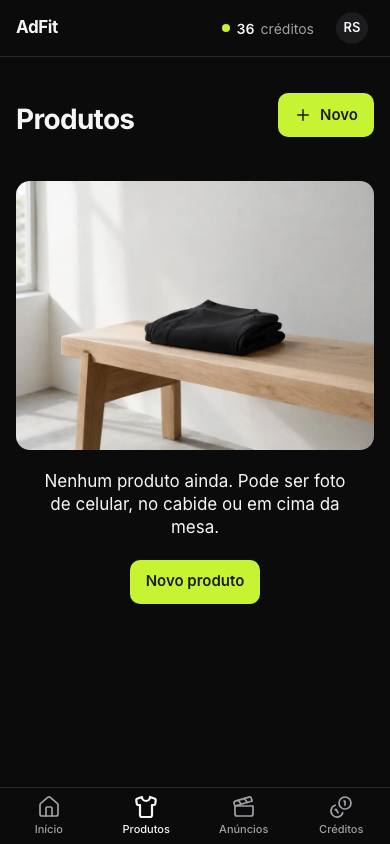 AdFit
36 créditos
RS
Produtos
+ Novo
Nenhum produto ainda. Pode ser foto
de celular, no cabide ou em cima da
mesa.
Novo produto
Início
Produtos
Anúncios
Créditos